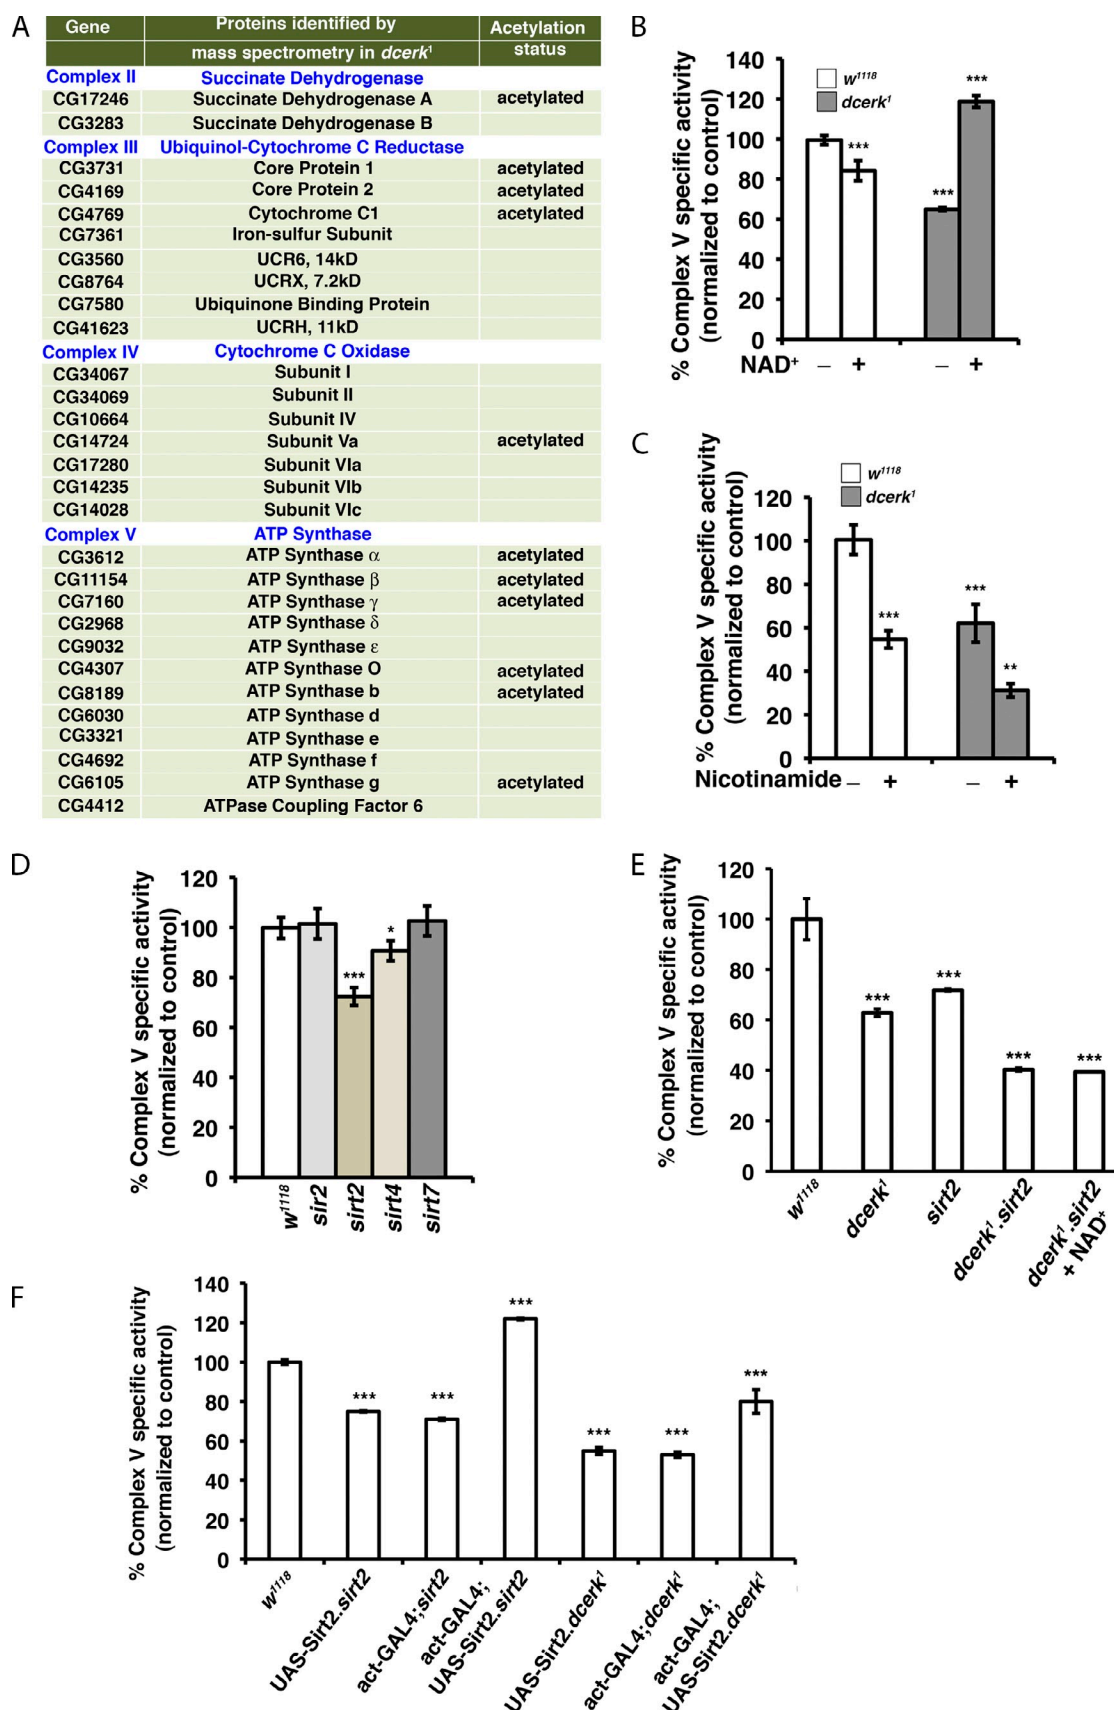 A
Gene Proteins identified by Acetylation
mass spectrometry in dcerk¹ status
Complex II Succinate Dehydrogenase
CG17246 Succinate Dehydrogenase A acetylated
CG3283 Succinate Dehydrogenase B
Complex III Ubiquinol-Cytochrome C Reductase
CG3731 Core Protein 1 acetylated
CG4169 Core Protein 2 acetylated
CG4769 Cytochrome C1 acetylated
CG7361 Iron-sulfur Subunit
CG3560 UCR6, 14kD
CG8764 UCRX, 7.2kD
CG7580 Ubiquinone Binding Protein
CG41623 UCRH, 11kD
Complex IV Cytochrome C Oxidase
CG34067 Subunit I
CG34069 Subunit II
CG10664 Subunit IV
CG14724 Subunit Va acetylated
CG17280 Subunit VIa
CG14235 Subunit VIb
CG14028 Subunit VIc
Complex V ATP Synthase
CG3612 ATP Synthase α acetylated
CG11154 ATP Synthase β acetylated
CG7160 ATP Synthase γ acetylated
CG2968 ATP Synthase δ
CG9032 ATP Synthase ε
CG4307 ATP Synthase O acetylated
CG8189 ATP Synthase b acetylated
CG6030 ATP Synthase d
CG3321 ATP Synthase e
CG4692 ATP Synthase f
CG6105 ATP Synthase g acetylated
CG4412 ATPase Coupling Factor 6
B
% Complex V specific activity
(normalized to control)
140
120
100
80
60
40
20
0
w¹¹¹⁸
dcerk¹
***
***
***
NAD⁺ – + – +
C
% Complex V specific activity
(normalized to control)
120
100
80
60
40
20
0
w¹¹¹⁸
dcerk¹
***
***
**
Nicotinamide – + – +
D
% Complex V specific activity
(normalized to control)
120
100
80
60
40
20
0
***
*
w¹¹¹⁸
sir2
sirt2
sirt4
sirt7
E
% Complex V specific activity
(normalized to control)
120
100
80
60
40
20
0
***
***
***
***
w¹¹¹⁸
dcerk¹
sirt2
dcerk¹.sirt2
dcerk¹.sirt2
+ NAD⁺
F
% Complex V specific activity
(normalized to control)
140
120
100
80
60
40
20
0
***
***
***
***
***
***
w¹¹¹⁸
UAS-Sirt2.sirt2
act-GAL4;sirt2
act-GAL4;
UAS-Sirt2.sirt2
UAS-Sirt2.dcerk¹
act-GAL4;dcerk¹
act-GAL4;
UAS-Sirt2.dcerk¹